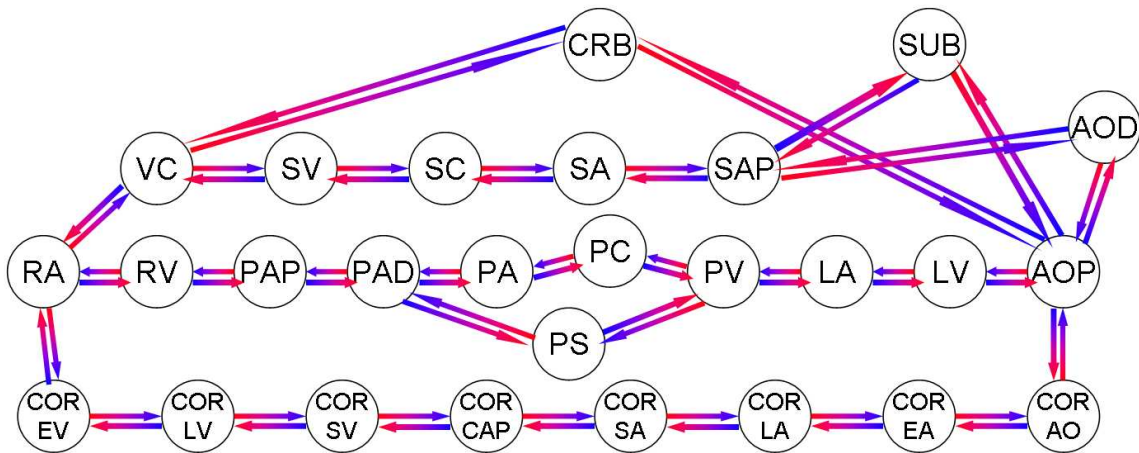 CRB
SUB
AOD
VC
SV
SC
SA
SAP
RA
RV
PAP
PAD
PA
PC
PV
LA
LV
AOP
PS
COR
EV
COR
LV
COR
SV
COR
CAP
COR
SA
COR
LA
COR
EA
COR
AO